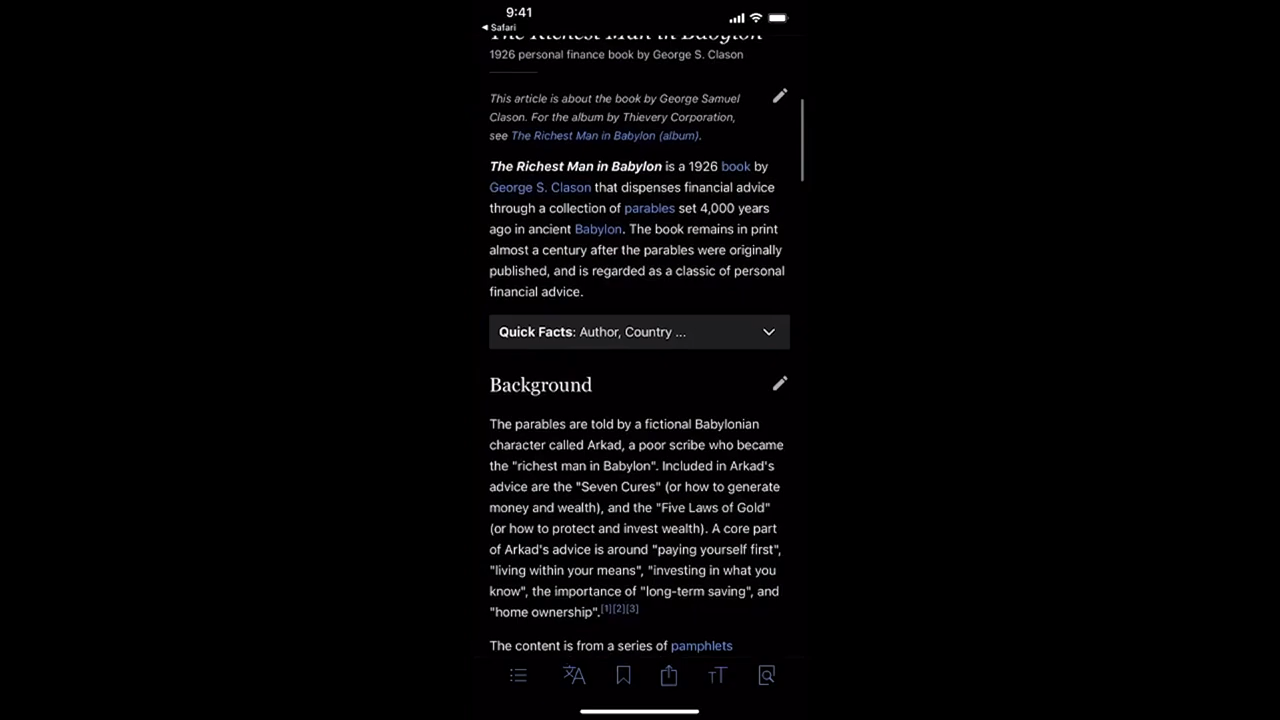 9:41
◀ Safari
The Richest Man in Babylon
1926 personal finance book by George S. Clason
This article is about the book by George Samuel
Clason. For the album by Thievery Corporation,
see The Richest Man in Babylon (album).
The Richest Man in Babylon is a 1926 book by
George S. Clason that dispenses financial advice
through a collection of parables set 4,000 years
ago in ancient Babylon. The book remains in print
almost a century after the parables were originally
published, and is regarded as a classic of personal
financial advice.
Quick Facts: Author, Country ...
Background
The parables are told by a fictional Babylonian
character called Arkad, a poor scribe who became
the "richest man in Babylon". Included in Arkad's
advice are the "Seven Cures" (or how to generate
money and wealth), and the "Five Laws of Gold"
(or how to protect and invest wealth). A core part
of Arkad's advice is around "paying yourself first",
"living within your means", "investing in what you
know", the importance of "long-term saving", and
"home ownership".[1][2][3]
The content is from a series of pamphlets